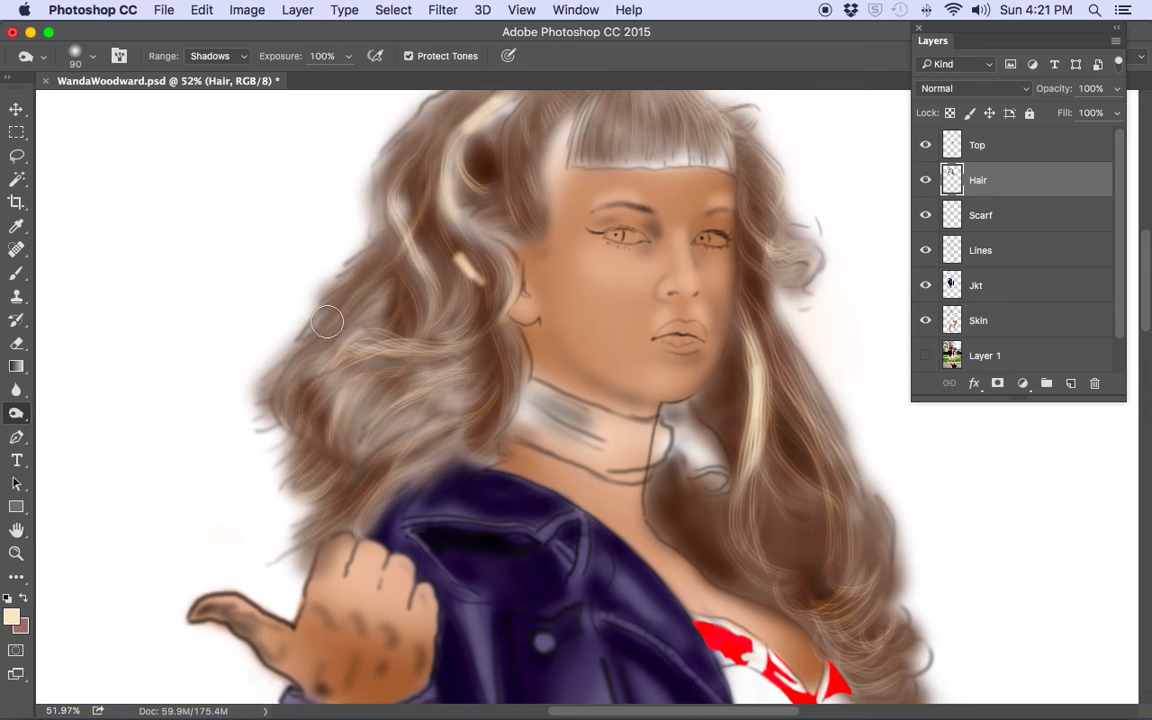 Photoshop CC File Edit Image Layer Type Select Filter 3D View Window Help Sun 4:21 PM
Adobe Photoshop CC 2015
90 Range: Shadows Exposure: 100% Protect Tones
WandaWoodward.psd @ 52% (Hair, RGB/8) *
Layers
Kind
Normal Opacity: 100%
Lock: Fill: 100%
Top
Hair
Scarf
Lines
Jkt
Skin
Layer 1
51.97% Doc: 59.9M/175.4M